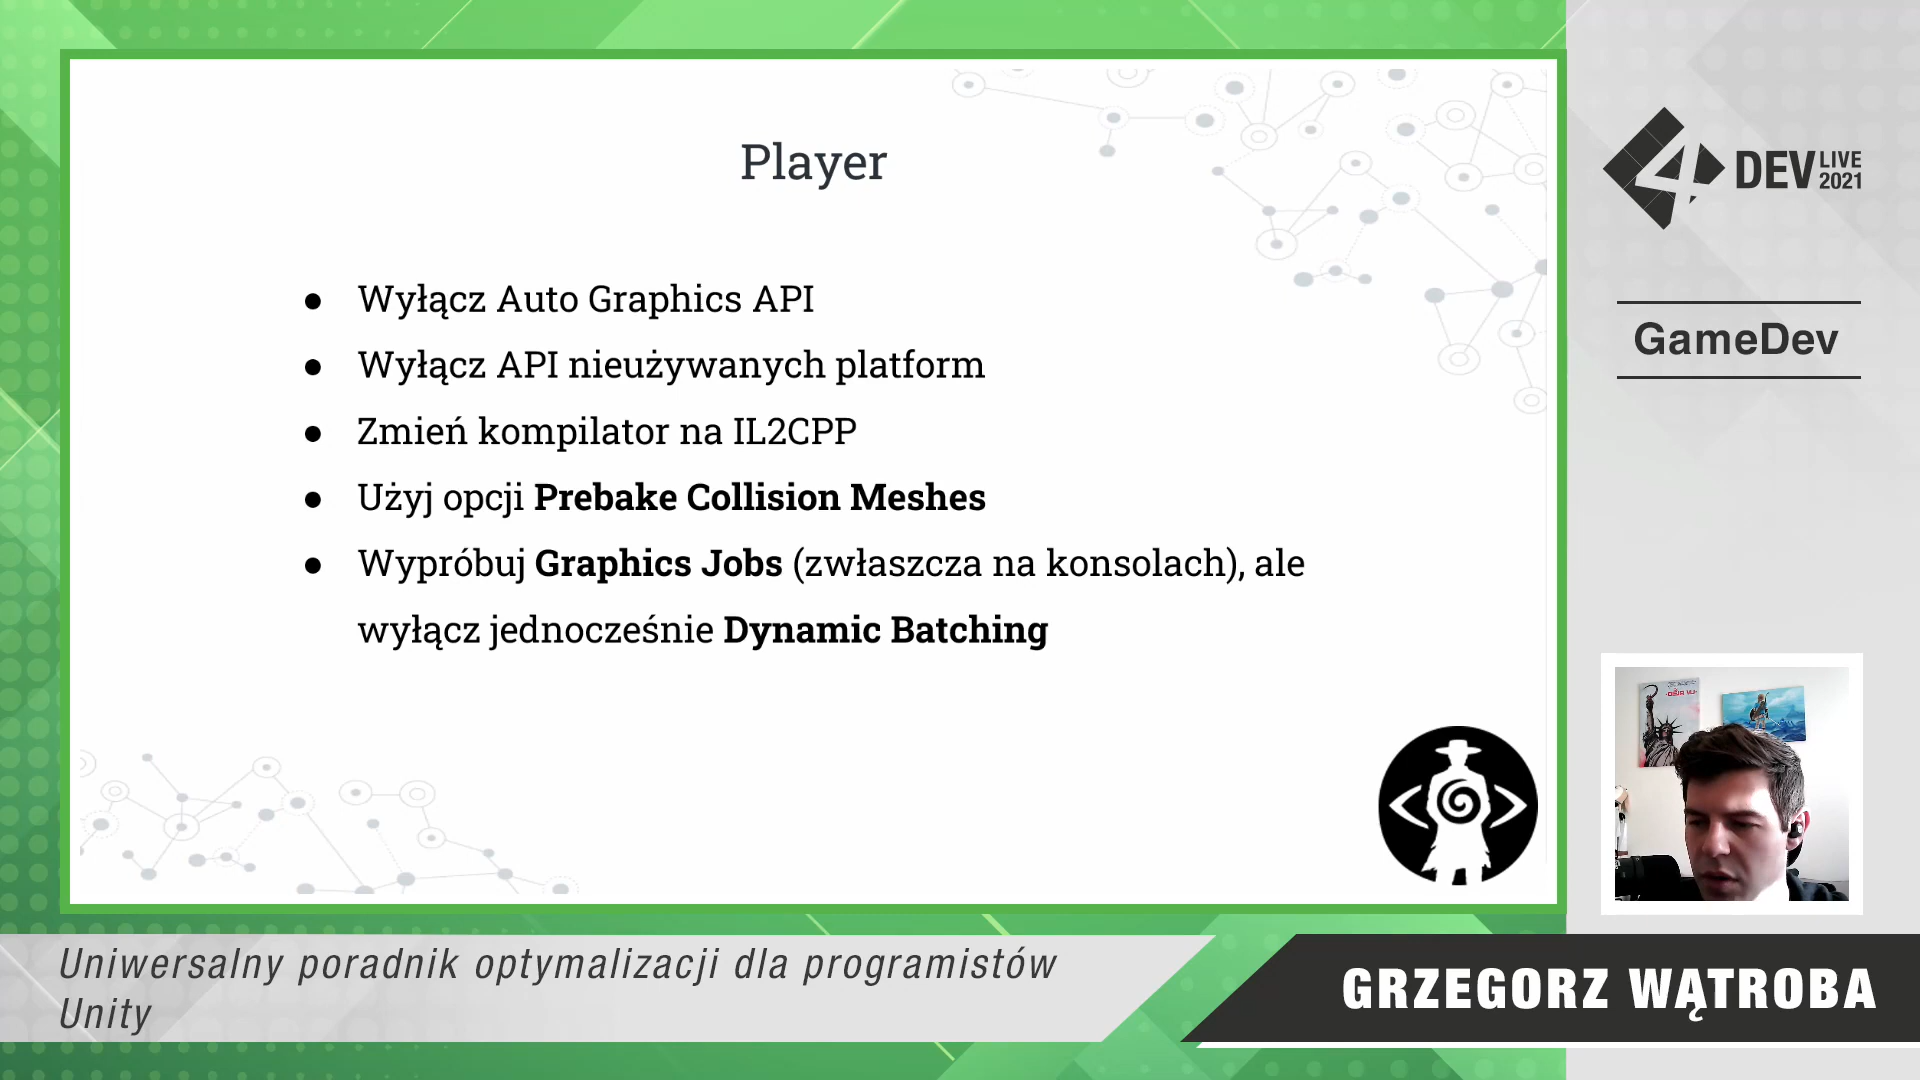 Player
● Wyłącz Auto Graphics API
● Wyłącz API nieużywanych platform
● Zmień kompilator na IL2CPP
● Użyj opcji Prebake Collision Meshes
● Wypróbuj Graphics Jobs (zwłaszcza na konsolach), ale
wyłącz jednocześnie Dynamic Batching
4 DEV LIVE 2021
GameDev
Uniwersalny poradnik optymalizacji dla programistów
Unity
GRZEGORZ WĄTROBA